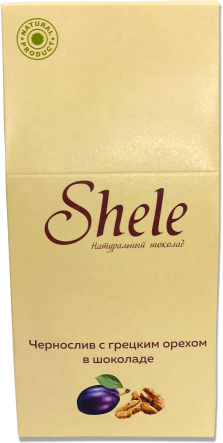 NATURAL
PRODUCT
Shele
Натуральный шоколад
Чернослив с грецким орехом
в шоколаде